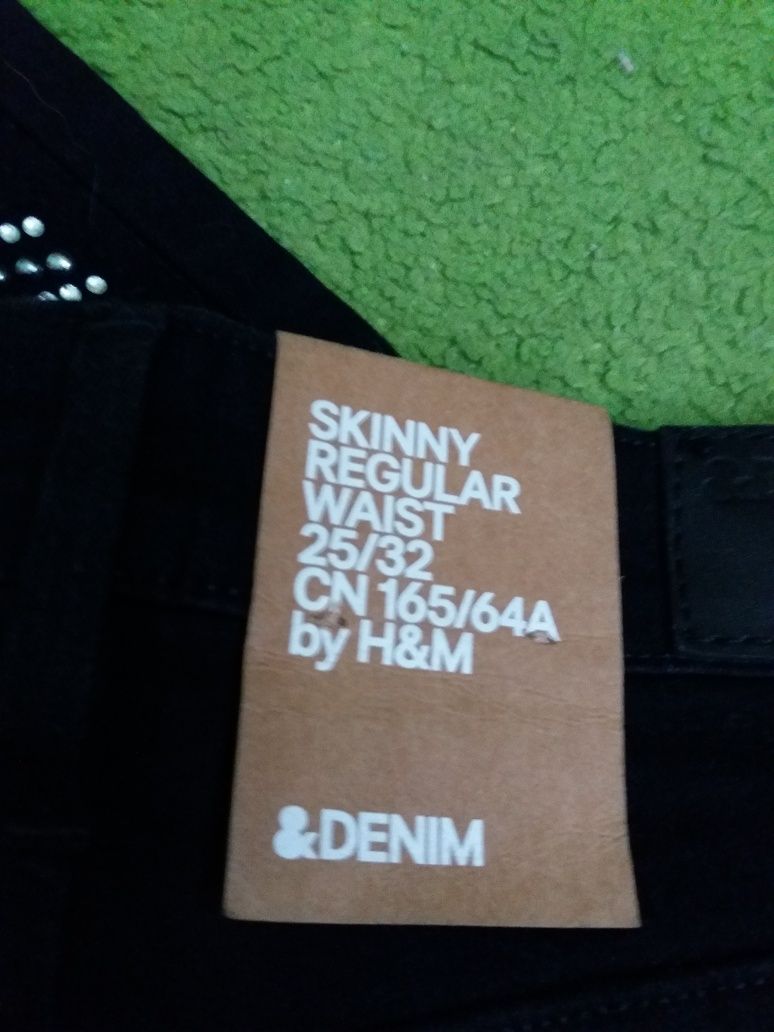 SKINNY
REGULAR
WAIST
25/32
CN 165/64A
by H&M
&DENIM